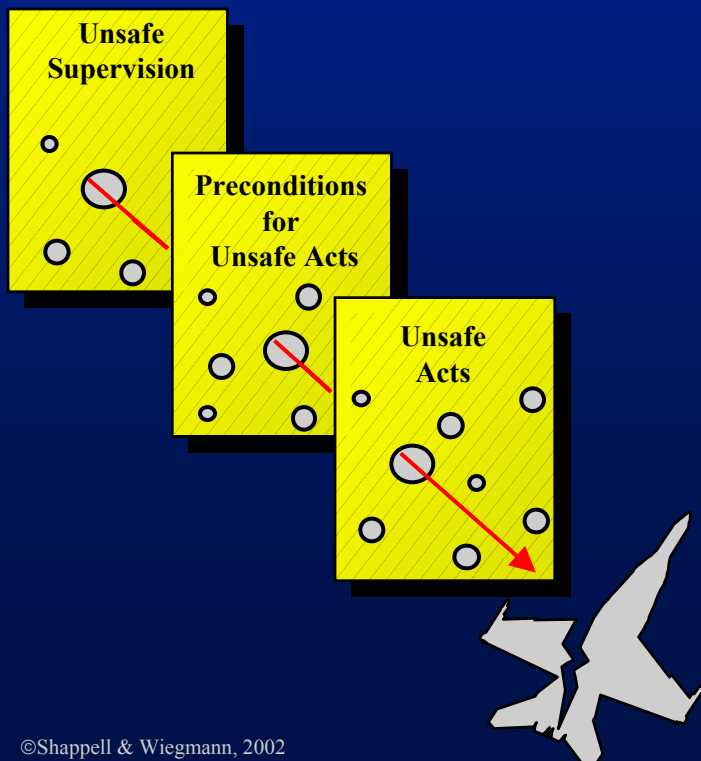 Unsafe
Supervision
Preconditions
for
Unsafe Acts
Unsafe
Acts
©Shappell & Wiegmann, 2002